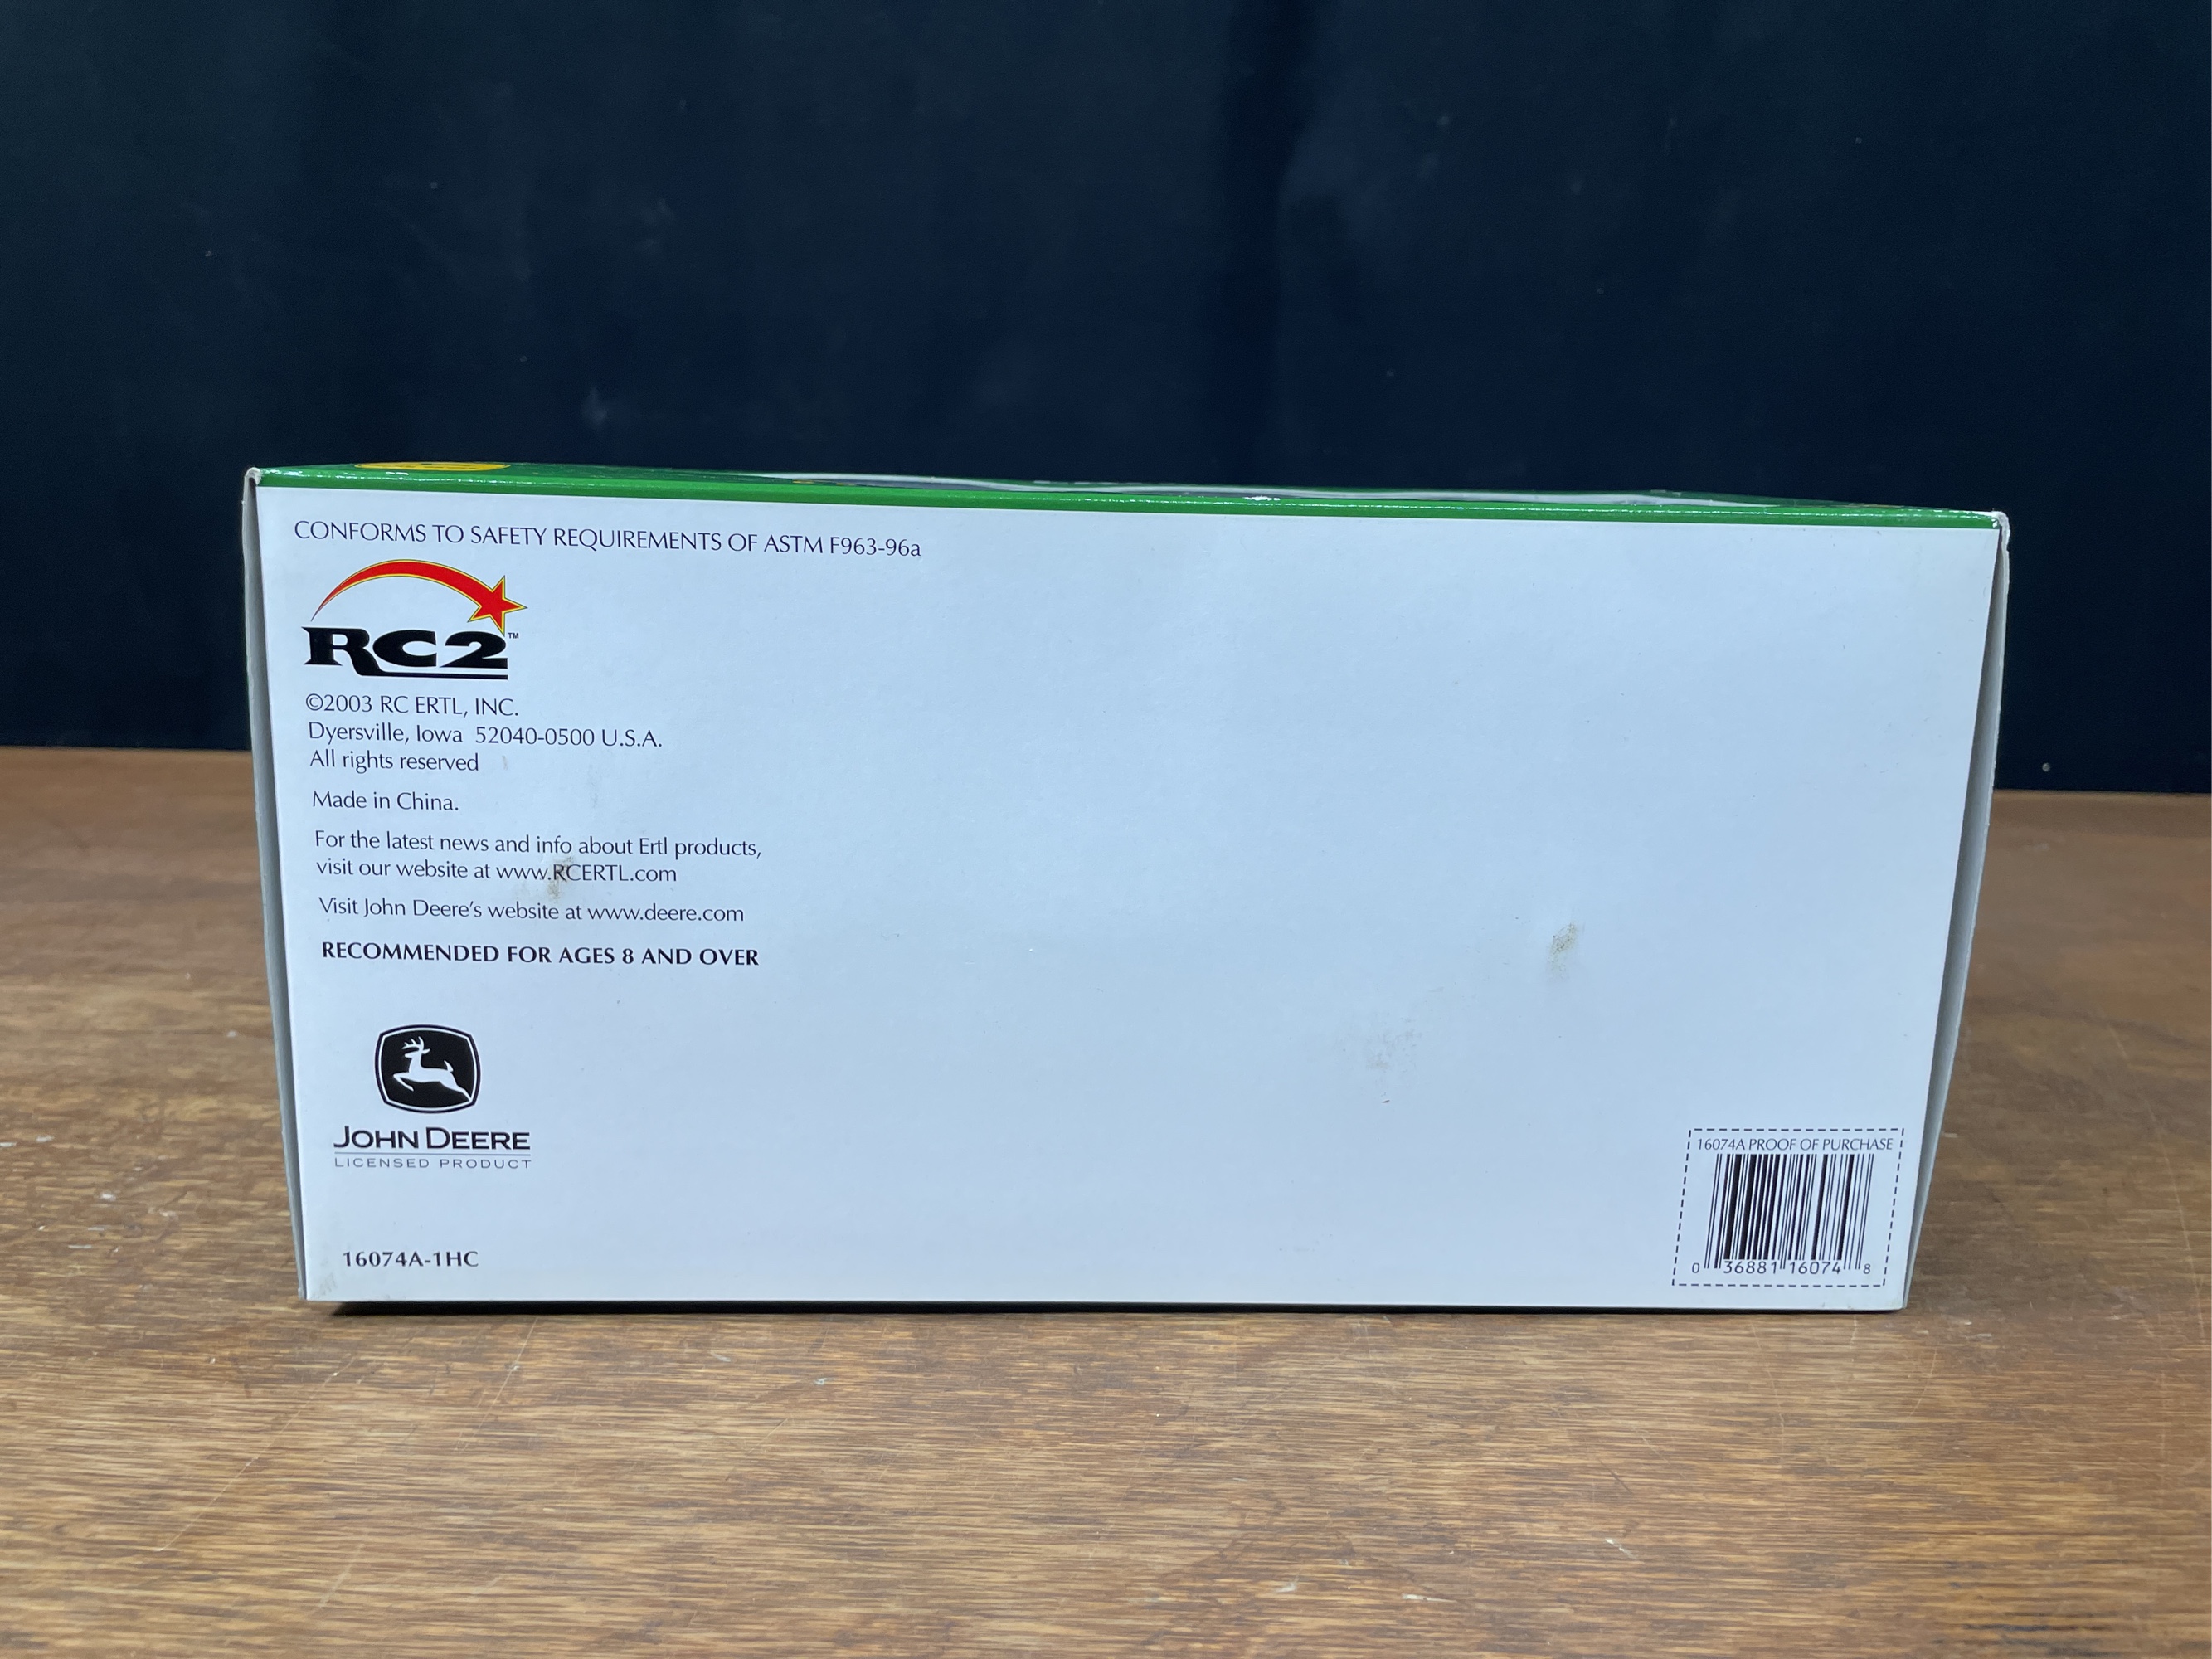 CONFORMS TO SAFETY REQUIREMENTS OF ASTM F963-96a
RC2™
©2003 RC ERTL, INC.
Dyersville, Iowa 52040-0500 U.S.A.
All rights reserved
Made in China.
For the latest news and info about Ertl products,
visit our website at www.RCERTL.com
Visit John Deere's website at www.deere.com
RECOMMENDED FOR AGES 8 AND OVER
JOHN DEERE
LICENSED PRODUCT
16074A-1HC
16074A PROOF OF PURCHASE
0 36881 16074 8